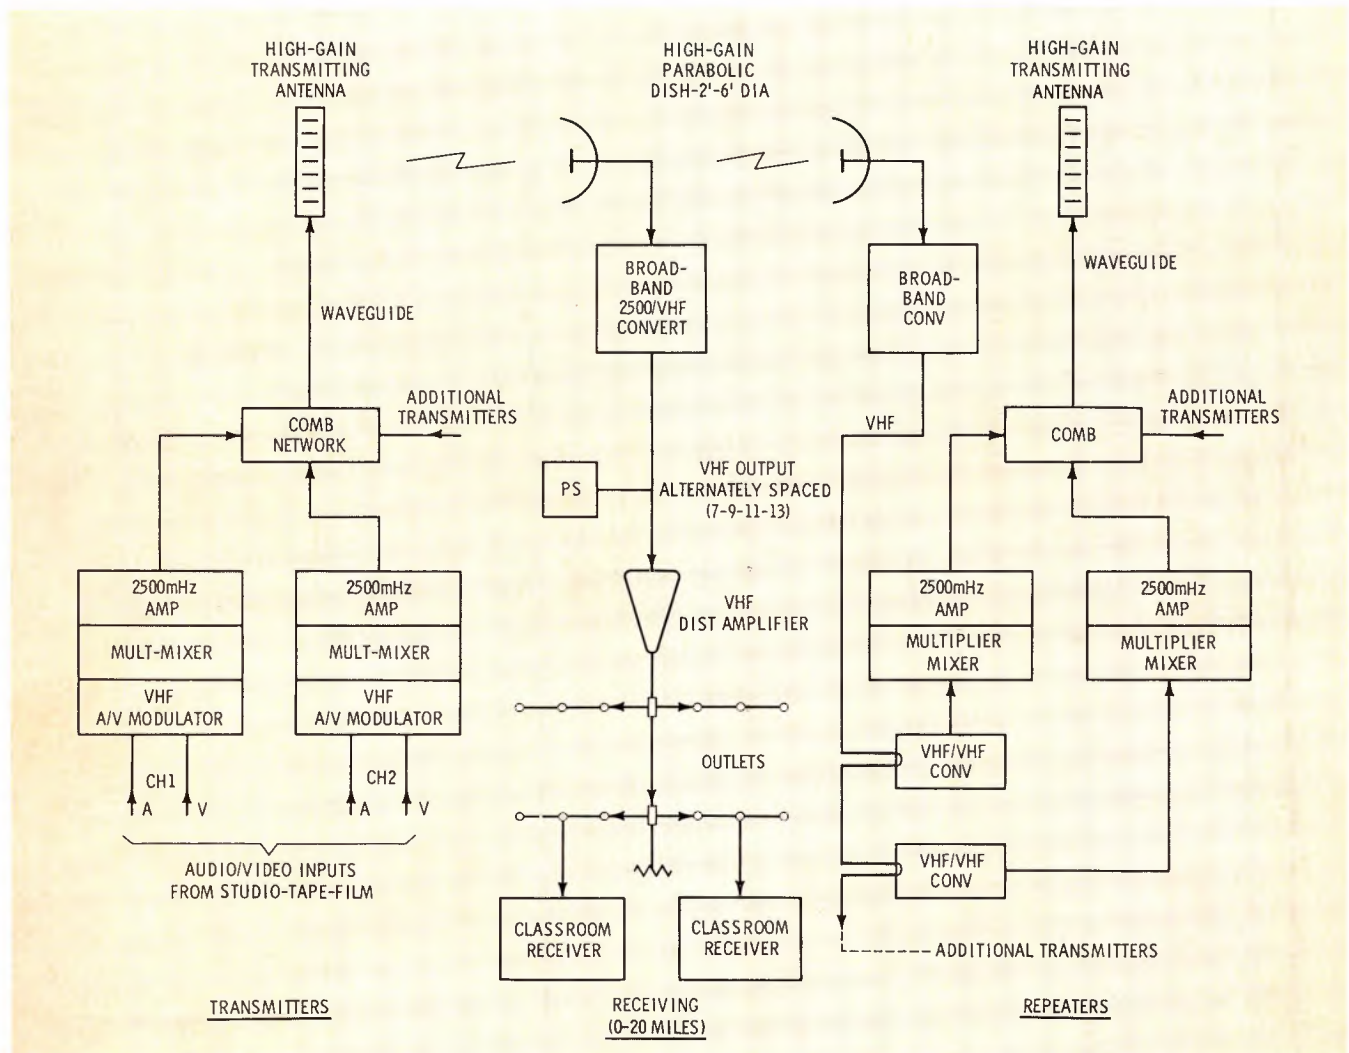 HIGH-GAIN
TRANSMITTING
ANTENNA
HIGH-GAIN
PARABOLIC
DISH-2'-6' DIA
HIGH-GAIN
TRANSMITTING
ANTENNA
WAVEGUIDE
BROAD-
BAND
2500/VHF
CONVERT
BROAD-
BAND
CONV
WAVEGUIDE
COMB
NETWORK
ADDITIONAL
TRANSMITTERS
VHF
COMB
ADDITIONAL
TRANSMITTERS
PS
VHF OUTPUT
ALTERNATELY SPACED
(7-9-11-13)
2500mHz
AMP
MULT-MIXER
VHF
A/V MODULATOR
2500mHz
AMP
MULT-MIXER
VHF
A/V MODULATOR
VHF
DIST AMPLIFIER
2500mHz
AMP
MULTIPLIER
MIXER
2500mHz
AMP
MULTIPLIER
MIXER
CH1
A
V
CH2
A
V
OUTLETS
VHF/VHF
CONV
AUDIO/VIDEO INPUTS
FROM STUDIO-TAPE-FILM
VHF/VHF
CONV
CLASSROOM
RECEIVER
CLASSROOM
RECEIVER
ADDITIONAL TRANSMITTERS
TRANSMITTERS
RECEIVING
(0-20 MILES)
REPEATERS